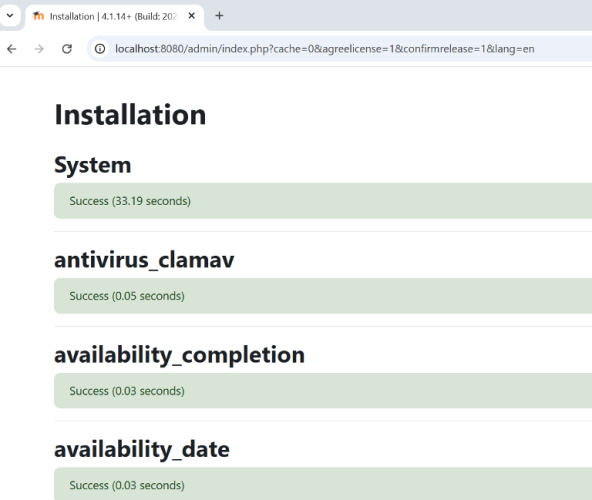 Installation | 4.1.14+ (Build: 202
localhost:8080/admin/index.php?cache=0&agreelicense=1&confirmrelease=1&lang=en
Installation
System
Success (33.19 seconds)
antivirus_clamav
Success (0.05 seconds)
availability_completion
Success (0.03 seconds)
availability_date
Success (0.03 seconds)